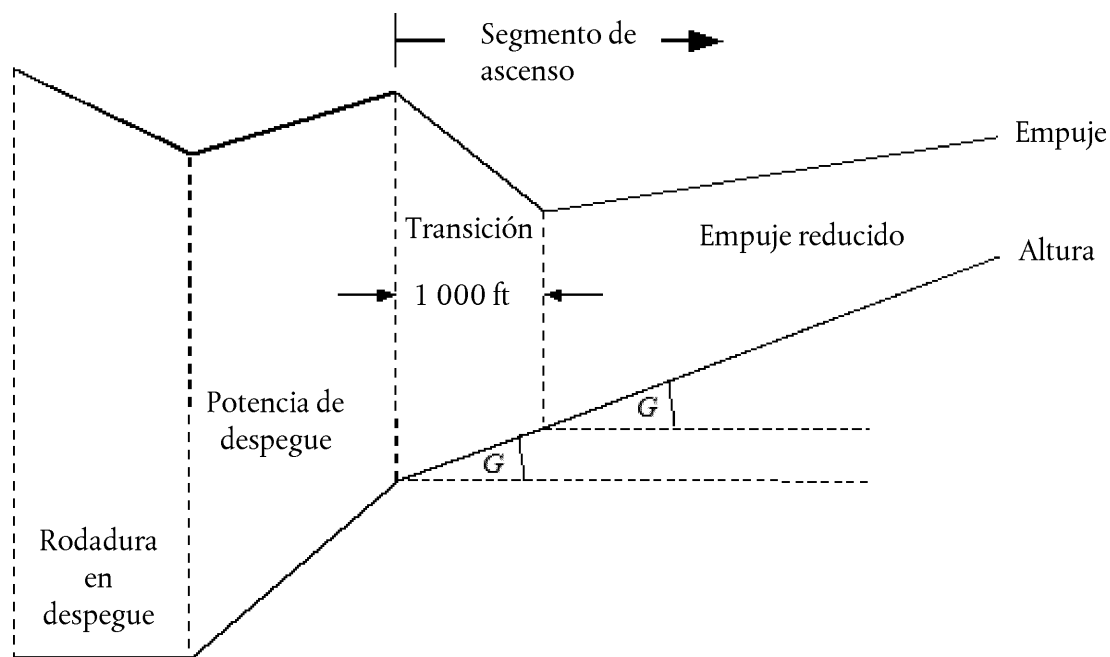 Segmento de
ascenso
Empuje
Transición
Empuje reducido
Altura
1 000 ft
Potencia de
despegue
G
G
Rodadura
en
despegue